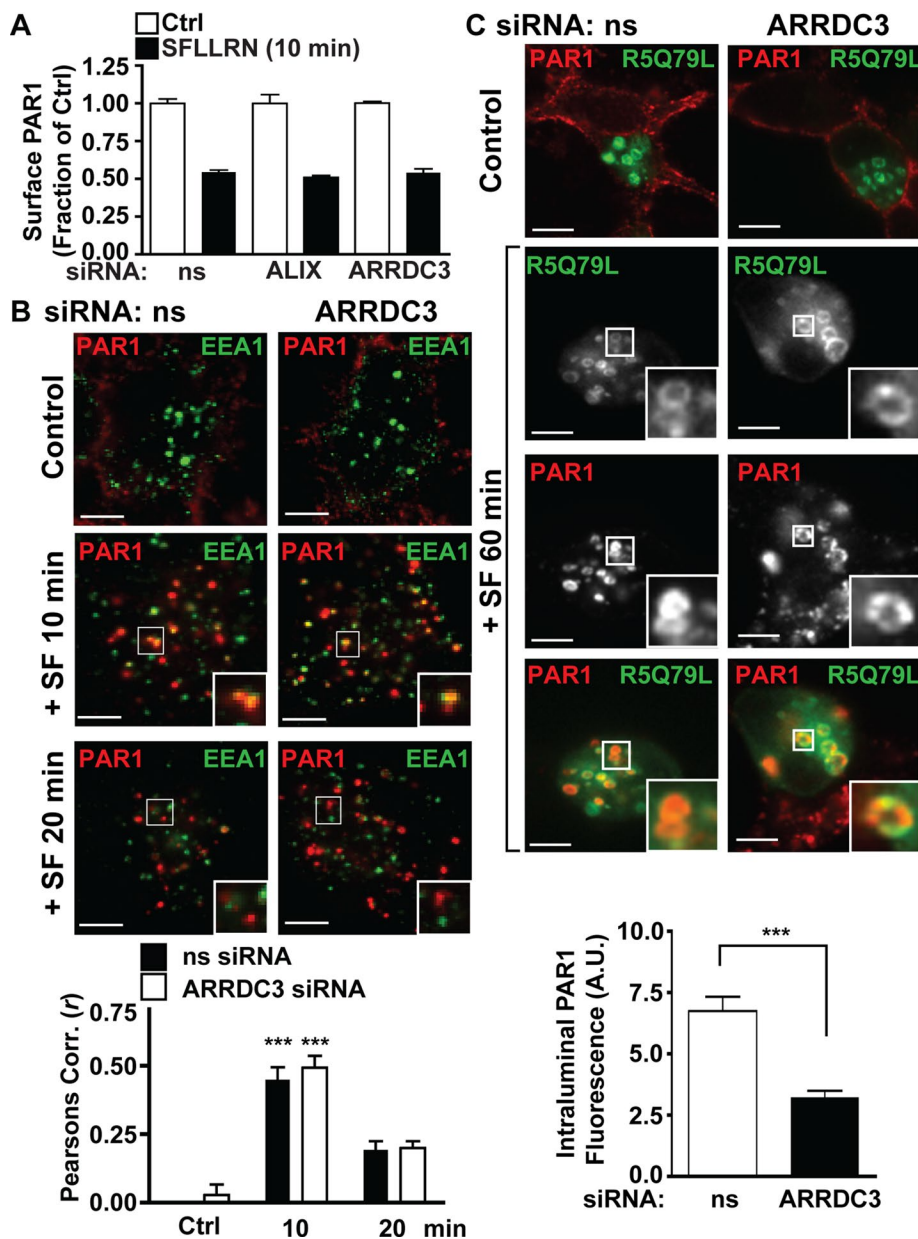 A
Ctrl
SFLLRN (10 min)
Surface PAR1
(Fraction of Ctrl)
1.25
1.00
0.75
0.50
0.25
0.00
siRNA: ns ALIX ARRDC3
B siRNA: ns ARRDC3
Control
PAR1 EEA1 PAR1 EEA1
+ SF 10 min
PAR1 EEA1 PAR1 EEA1
+ SF 20 min
PAR1 EEA1 PAR1 EEA1
ns siRNA
ARRDC3 siRNA
Pearsons Corr. (r)
0.75
0.50
0.25
0.00
*** ***
Ctrl 10 20 min
C siRNA: ns ARRDC3
Control
PAR1 R5Q79L PAR1 R5Q79L
+ SF 60 min
R5Q79L R5Q79L
PAR1 PAR1
PAR1 R5Q79L PAR1 R5Q79L
Intraluminal PAR1
Fluorescence (A.U.)
10.0
7.5
5.0
2.5
0.0
***
siRNA: ns ARRDC3